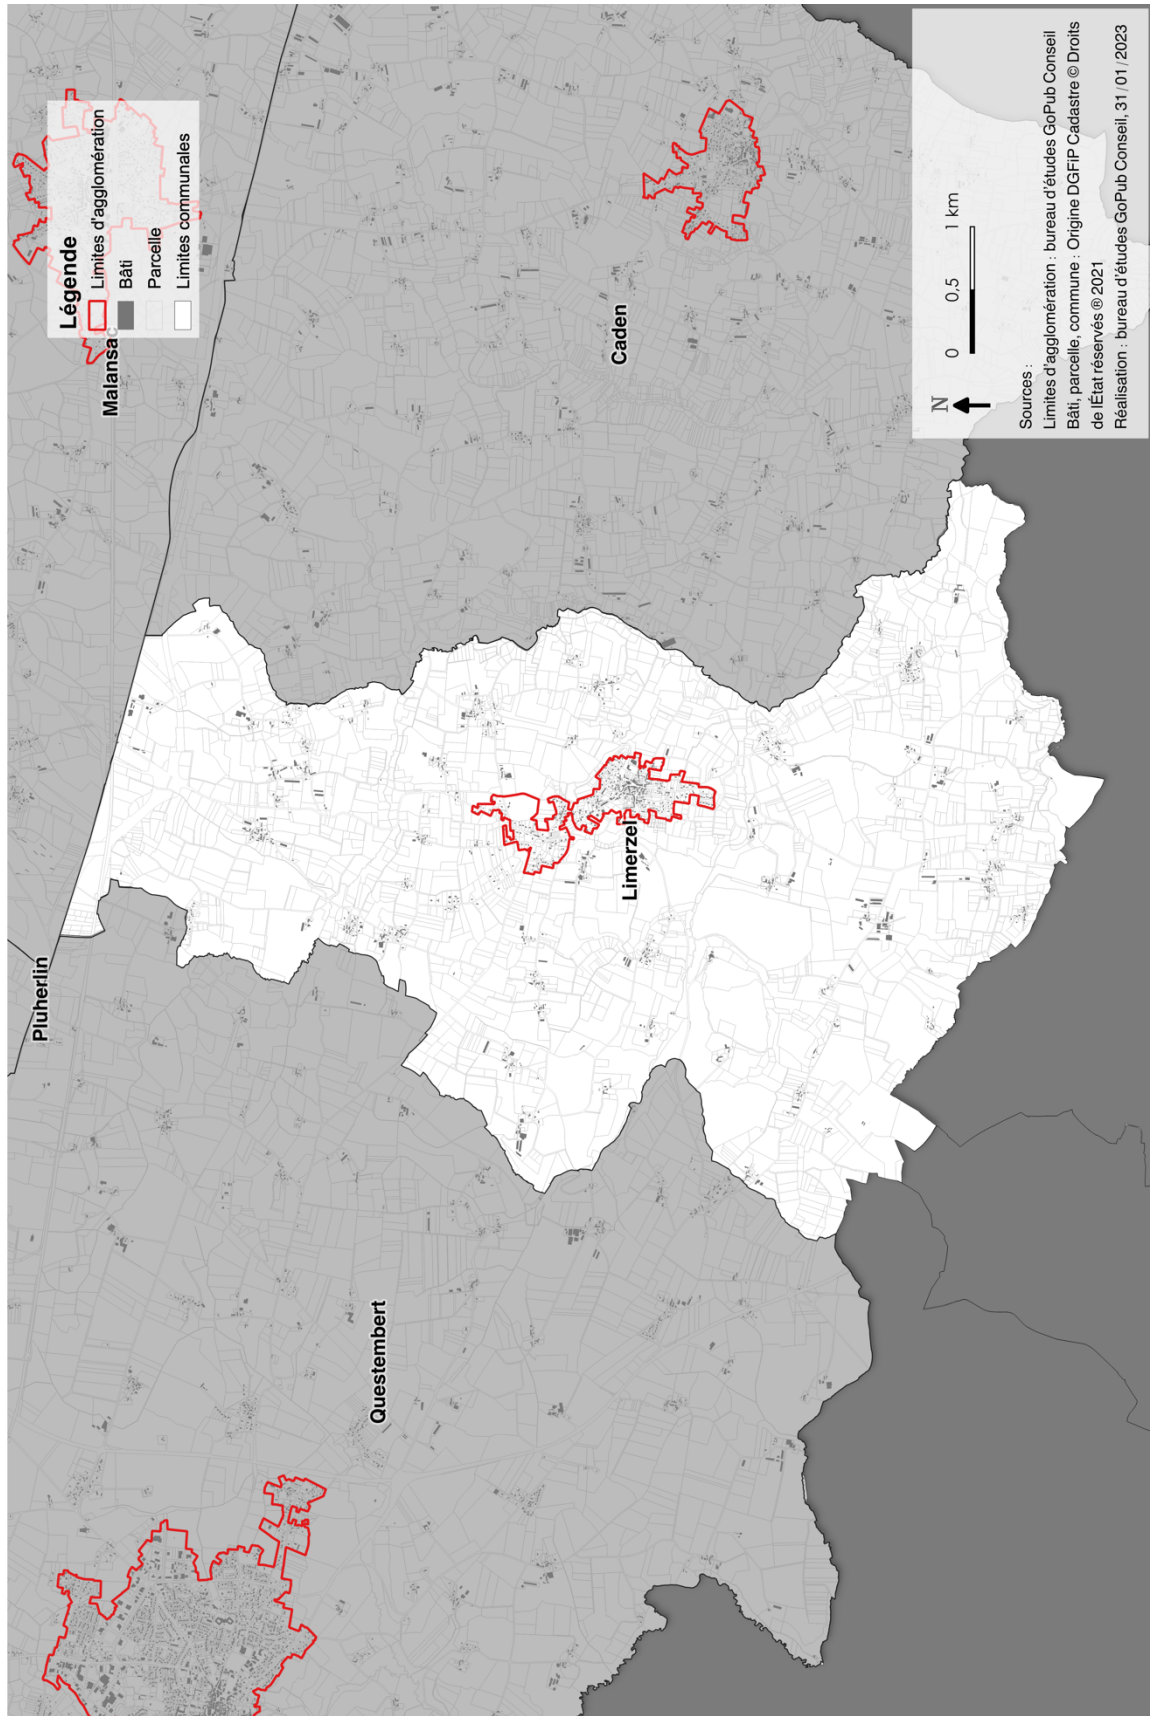 Pluherlin
Malansac
Légende
Limites d'agglomération
Bâti
Parcelle
Limites communales
Questembert
Limerzel
Caden
N
0 0,5 1 km
Sources :
Limites d'agglomération : bureau d'études GoPub Conseil
Bâti, parcelle, commune : Origine DGFiP Cadastre © Droits
de lÉtat réservés ® 2021
Réalisation : bureau d'études GoPub Conseil, 31/01/2023